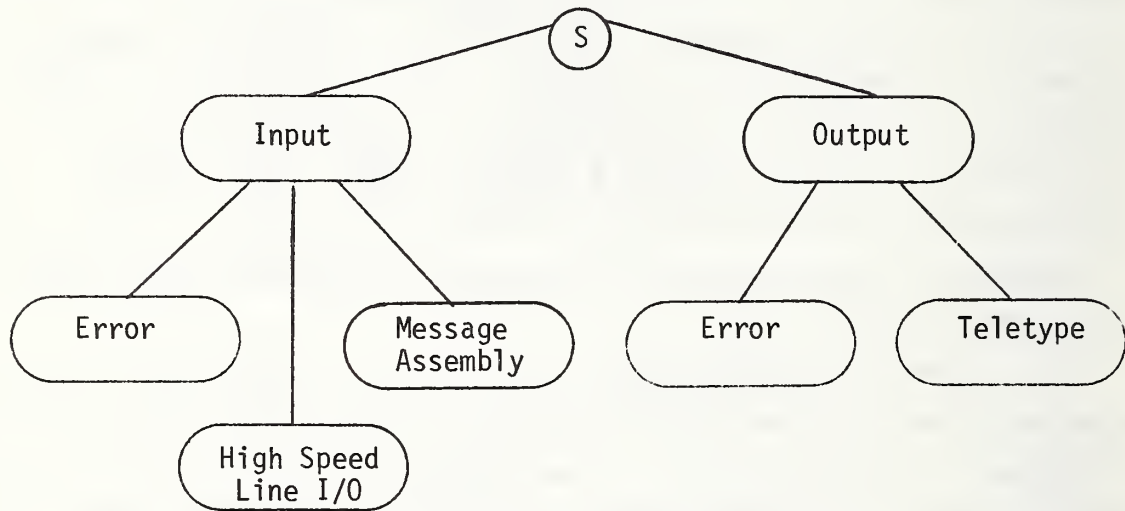 S
Input
Output
Error
Message
Assembly
Error
Teletype
High Speed
Line I/O